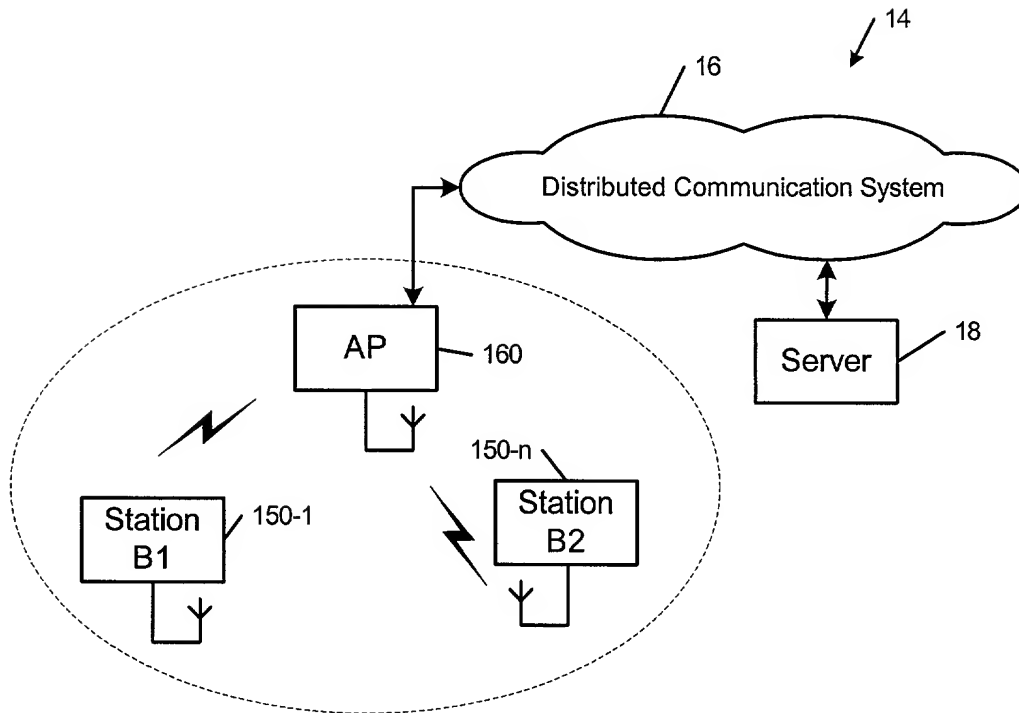 14
16
Distributed Communication System
AP
160
Server
18
150-n
Station
B2
Station
B1
150-1